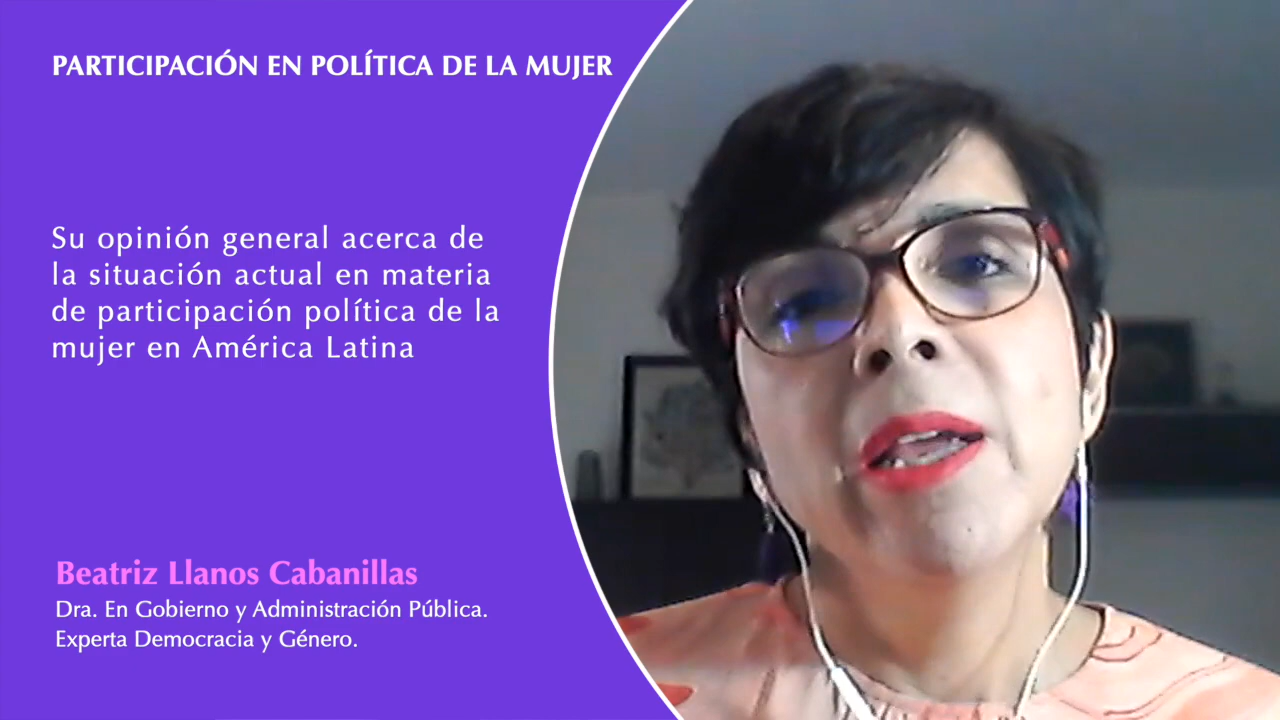 PARTICIPACIÓN EN POLÍTICA DE LA MUJER
Su opinión general acerca de
la situación actual en materia
de participación política de la
mujer en América Latina
Beatriz Llanos Cabanillas
Dra. En Gobierno y Administración Pública.
Experta Democracia y Género.